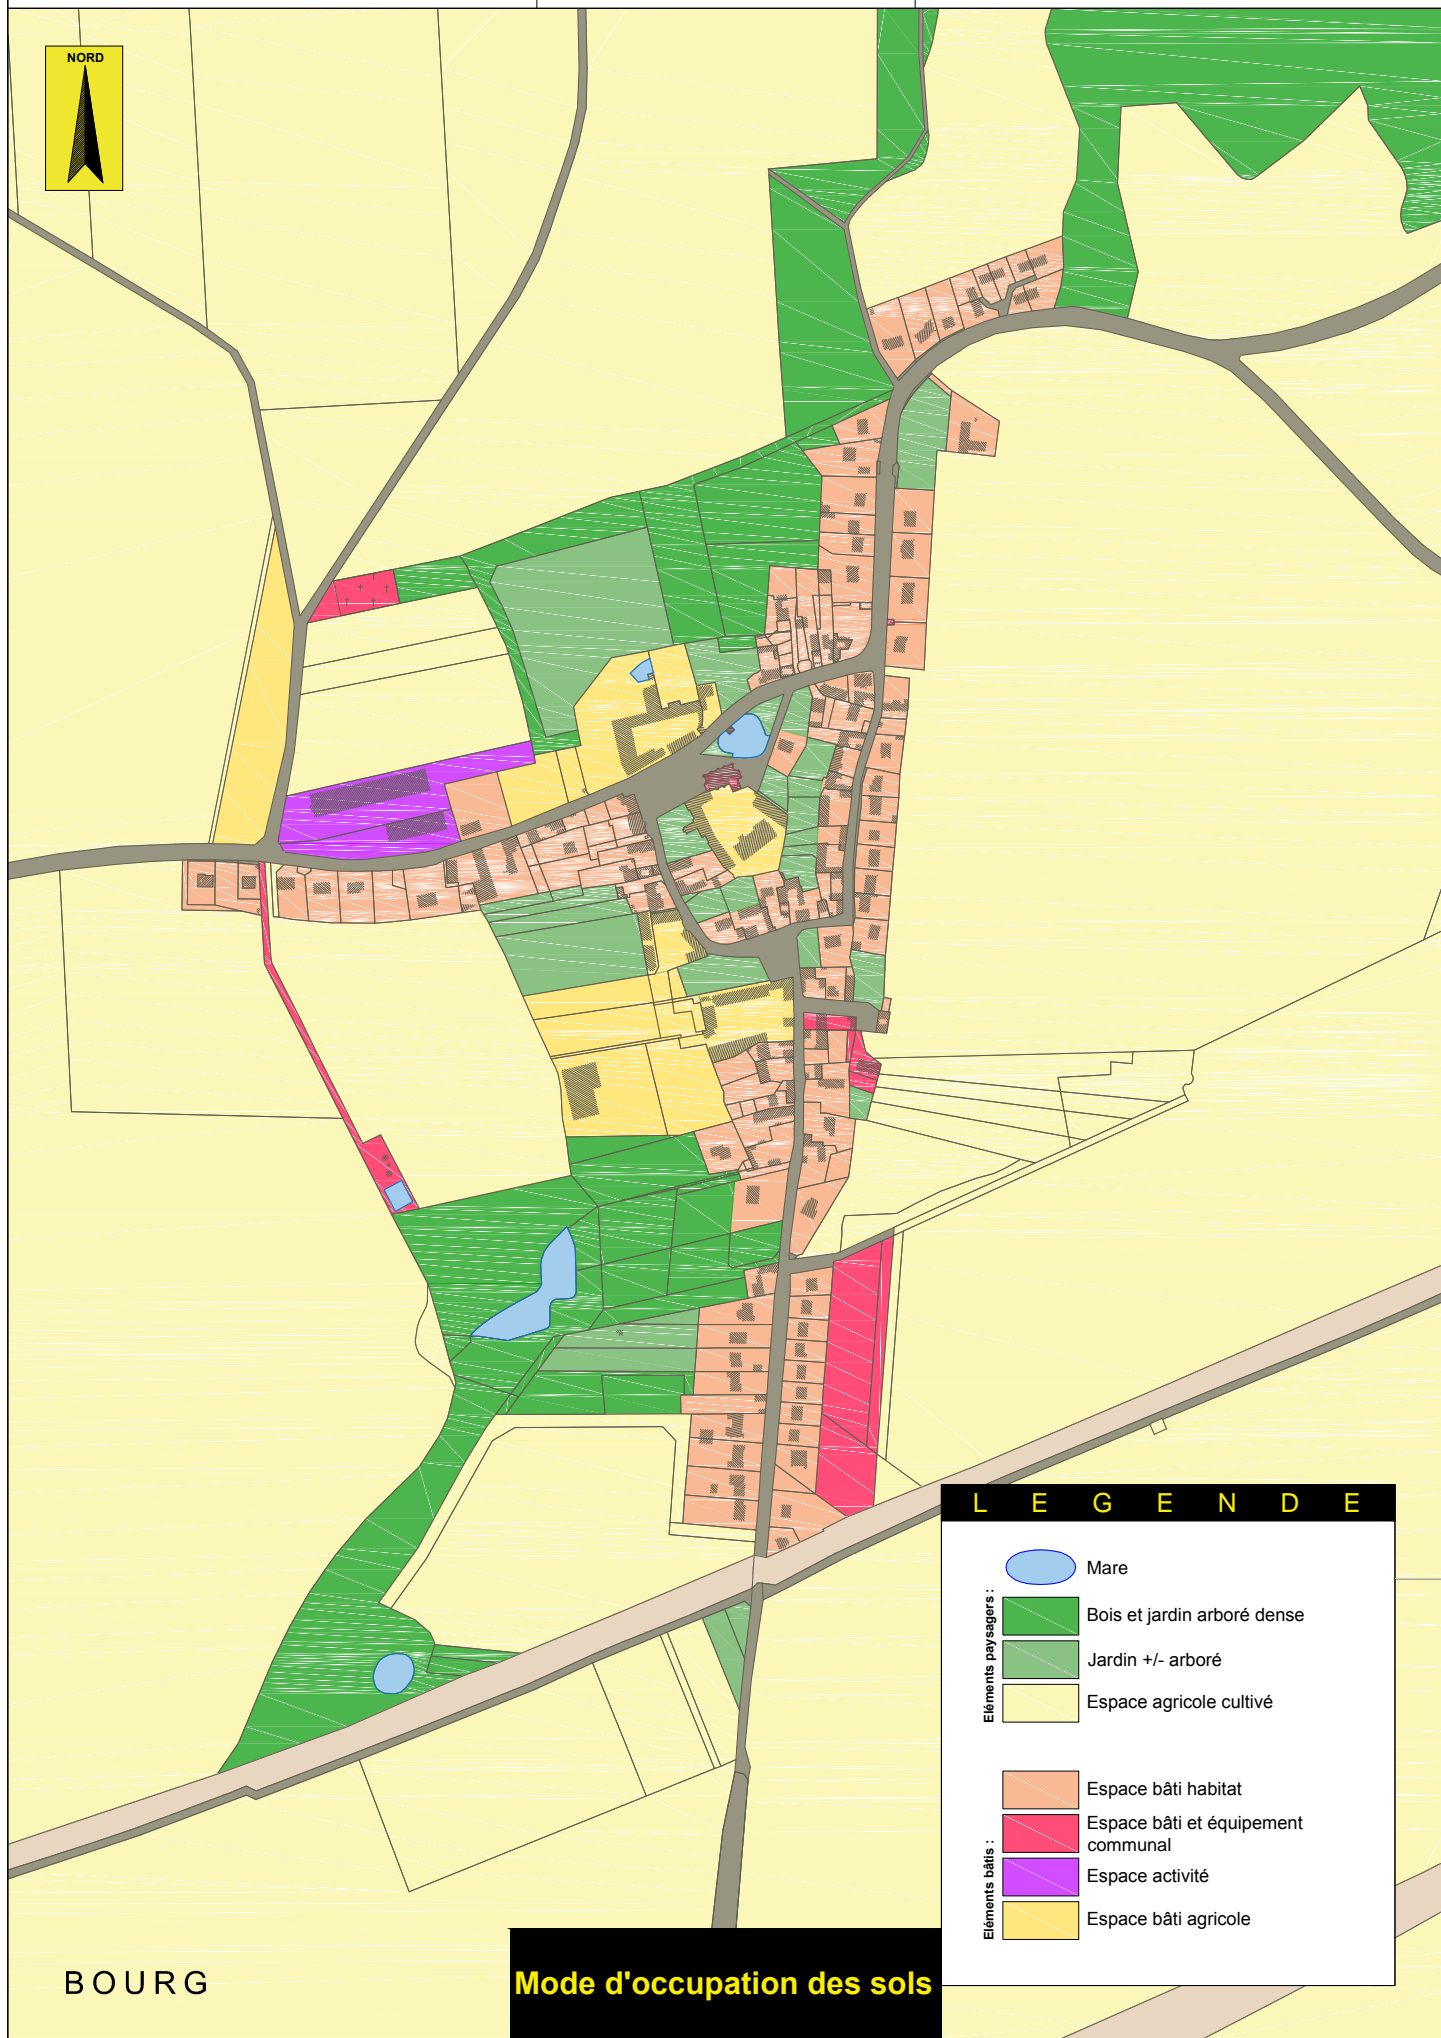 NORD
L E G E N D E
Eléments paysagers :
Mare
Bois et jardin arboré dense
Jardin +/- arboré
Espace agricole cultivé
Eléments bâtis :
Espace bâti habitat
Espace bâti et équipement
communal
Espace activité
Espace bâti agricole
BOURG
Mode d'occupation des sols